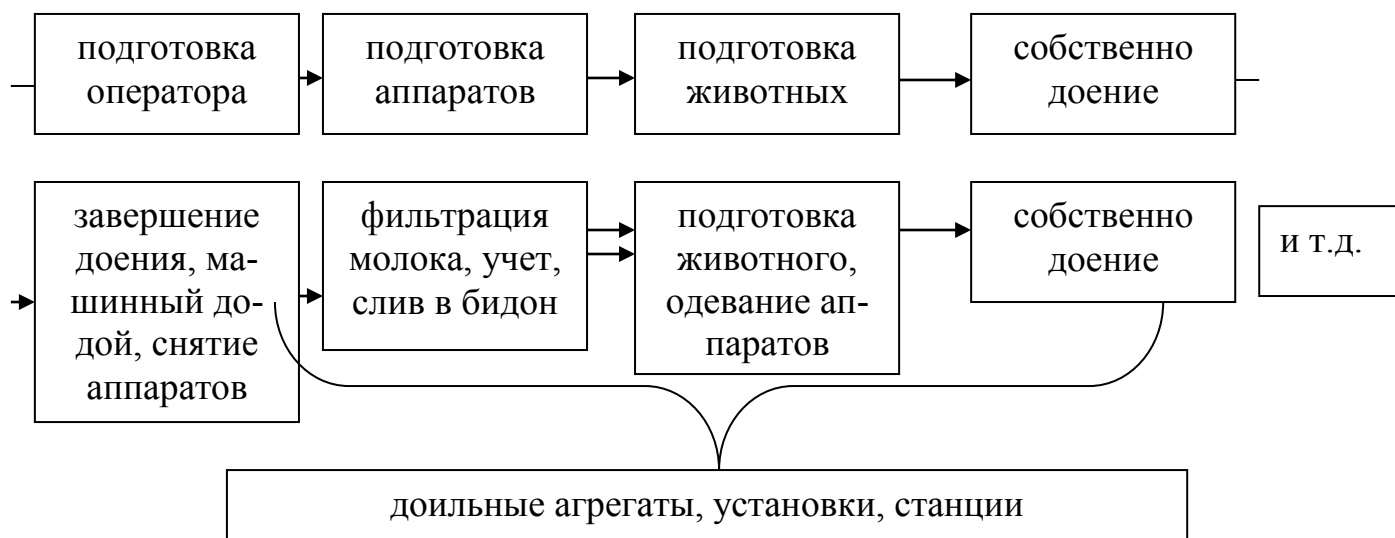 подготовка
оператора
подготовка
аппаратов
подготовка
животных
собственно
доение
завершение
доения, ма-
шинный до-
дой, снятие
аппаратов
фильтрация
молока, учет,
слив в бидон
подготовка
животного,
одевание ап-
паратов
собственно
доение
и т.д.
доильные агрегаты, установки, станции